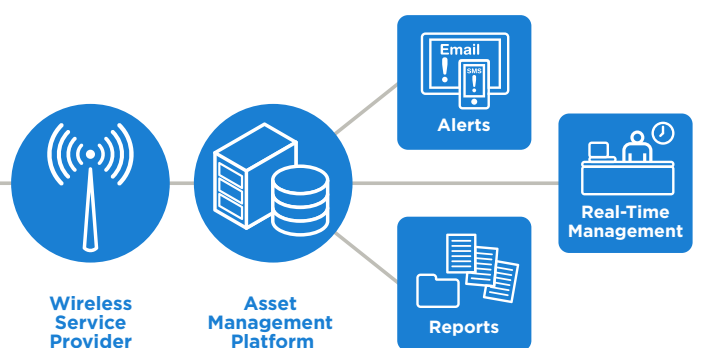 Email
SMS
Alerts
Real-Time
Management
Wireless
Service
Provider
Asset
Management
Platform
Reports